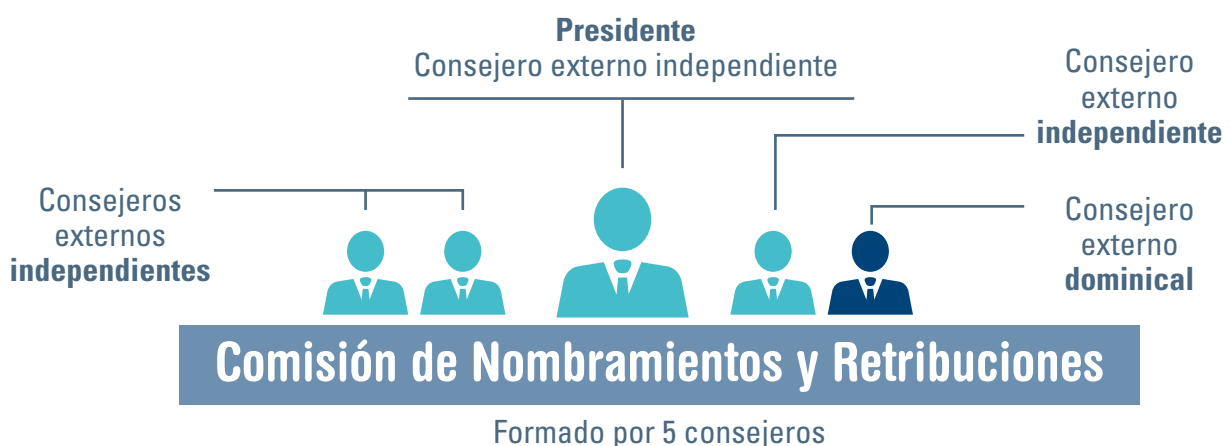 Presidente
Consejero externo independiente
Consejero
externo
independiente
Consejeros
externos
independientes
Consejero
externo
dominical
Comisión de Nombramientos y Retribuciones
Formado por 5 consejeros